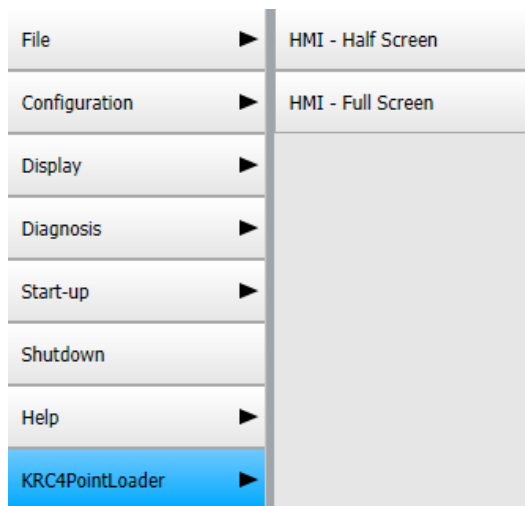 File
Configuration
Display
Diagnosis
Start-up
Shutdown
Help
KRC4PointLoader
HMI - Half Screen
HMI - Full Screen